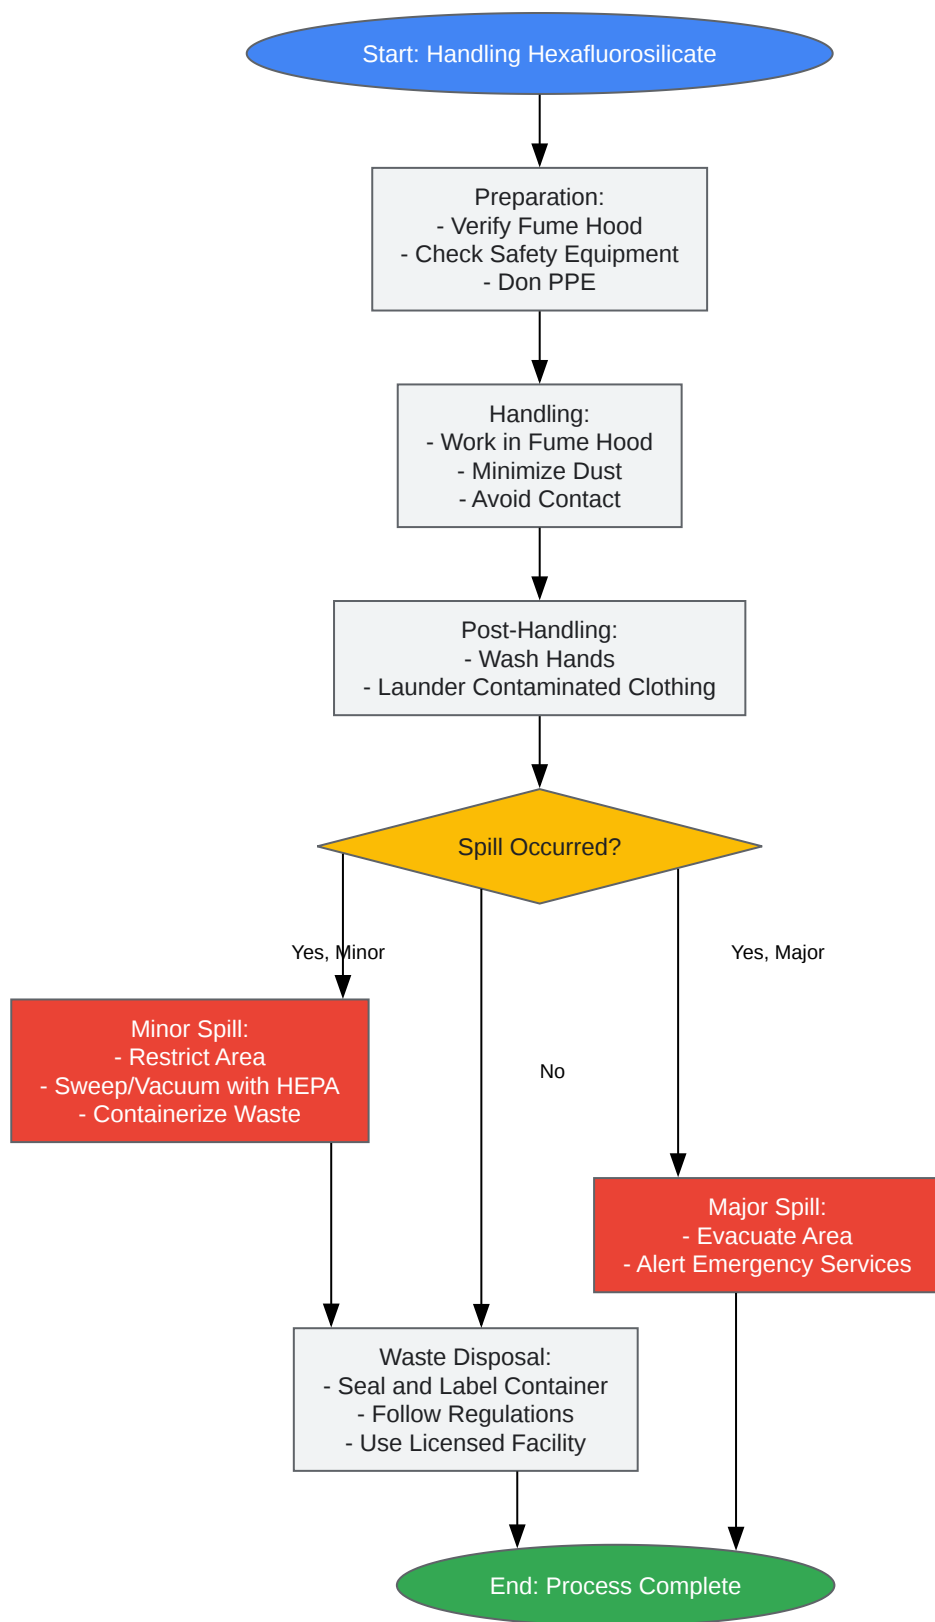 Start: Handling Hexafluorosilicate
Preparation:
- Verify Fume Hood
- Check Safety Equipment
- Don PPE
Handling:
- Work in Fume Hood
- Minimize Dust
- Avoid Contact
Post-Handling:
- Wash Hands
- Launder Contaminated Clothing
Spill Occurred?
Yes, Minor
Yes, Major
Minor Spill:
- Restrict Area
- Sweep/Vacuum with HEPA
- Containerize Waste
No
Major Spill:
- Evacuate Area
- Alert Emergency Services
Waste Disposal:
- Seal and Label Container
- Follow Regulations
- Use Licensed Facility
End: Process Complete